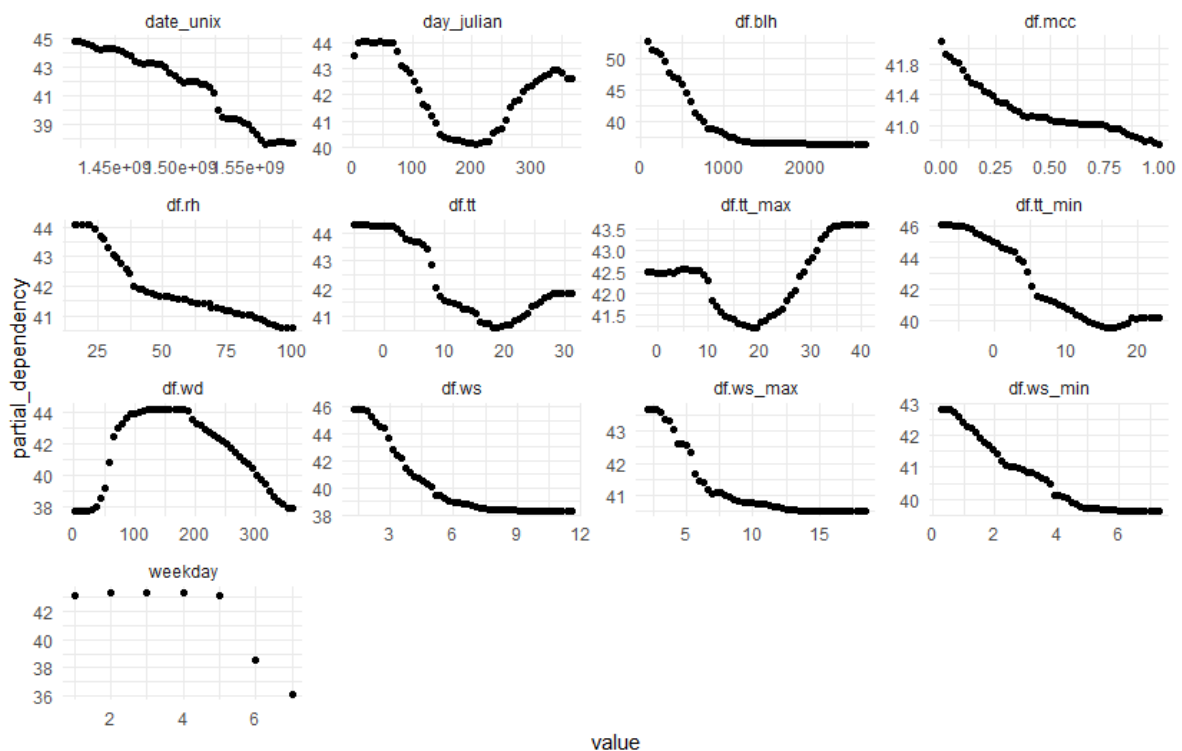 date_unix day_julian df.blh df.mcc
45 43 41 39
44 43 42 41 40
50 45 40
41.8 41.4 41.0
1.45e+09 1.50e+09 1.55e+09
0 100 200 300
0 1000 2000
0.00 0.25 0.50 0.75 1.00
df.rh df.tt df.tt_max df.tt_min
44 43 42 41
44 43 42 41
43.5 43.0 42.5 42.0 41.5
46 44 42 40
25 50 75 100
0 10 20 30
0 10 20 30 40
0 10 20
partial_dependency
df.wd df.ws df.ws_max df.ws_min
44 42 40 38
46 44 42 40 38
43 42 41
43 42 41 40
0 100 200 300
3 6 9 12
5 10 15
0 2 4 6
weekday
42 40 38 36
2 4 6
value